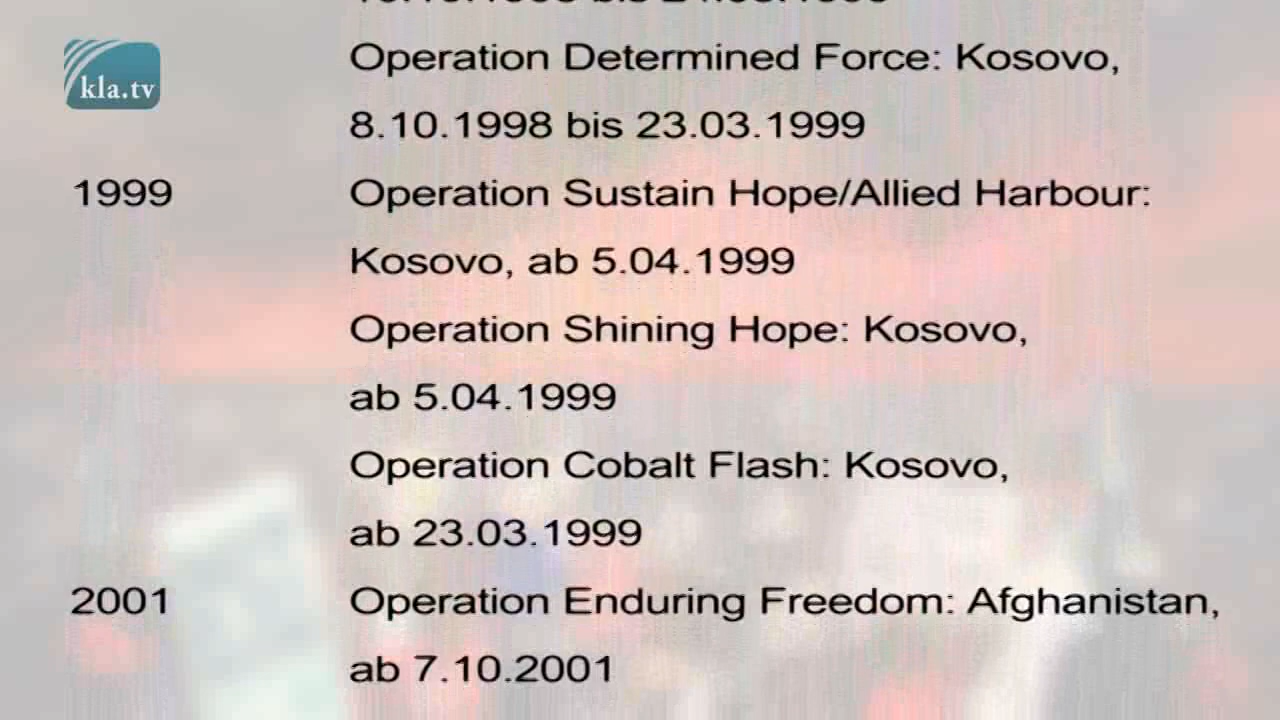 kla.tv
Operation Determined Force: Kosovo,
8.10.1998 bis 23.03.1999
1999 Operation Sustain Hope/Allied Harbour:
Kosovo, ab 5.04.1999
Operation Shining Hope: Kosovo,
ab 5.04.1999
Operation Cobalt Flash: Kosovo,
ab 23.03.1999
2001 Operation Enduring Freedom: Afghanistan,
ab 7.10.2001